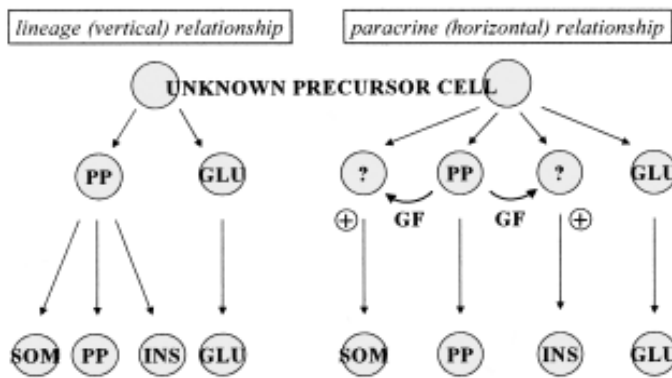 lineage (vertical) relationship
paracrine (horizontal) relationship
UNKNOWN PRECURSOR CELL
PP GLU ? PP ? GLU
+ GF GF +
SOM PP INS GLU SOM PP INS GLU